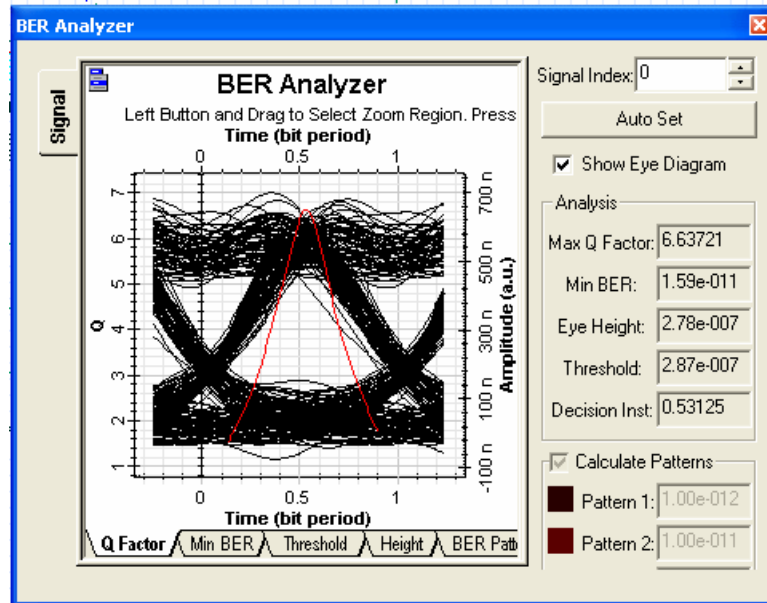 BER Analyzer
Signal
BER Analyzer
Left Button and Drag to Select Zoom Region. Press
Time (bit period)
0 0.5 1
7
6
5
4
3
2
1
Q
700 n
500 n
300 n
100 n
-100 n
Amplitude (a.u.)
0 0.5 1
Time (bit period)
Q Factor Min BER Threshold Height BER Patt
Signal Index: 0
Auto Set
Show Eye Diagram
Analysis
Max Q Factor: 6.63721
Min BER: 1.59e-011
Eye Height: 2.78e-007
Threshold: 2.87e-007
Decision Inst: 0.53125
Calculate Patterns
Pattern 1: 1.00e-012
Pattern 2: 1.00e-011